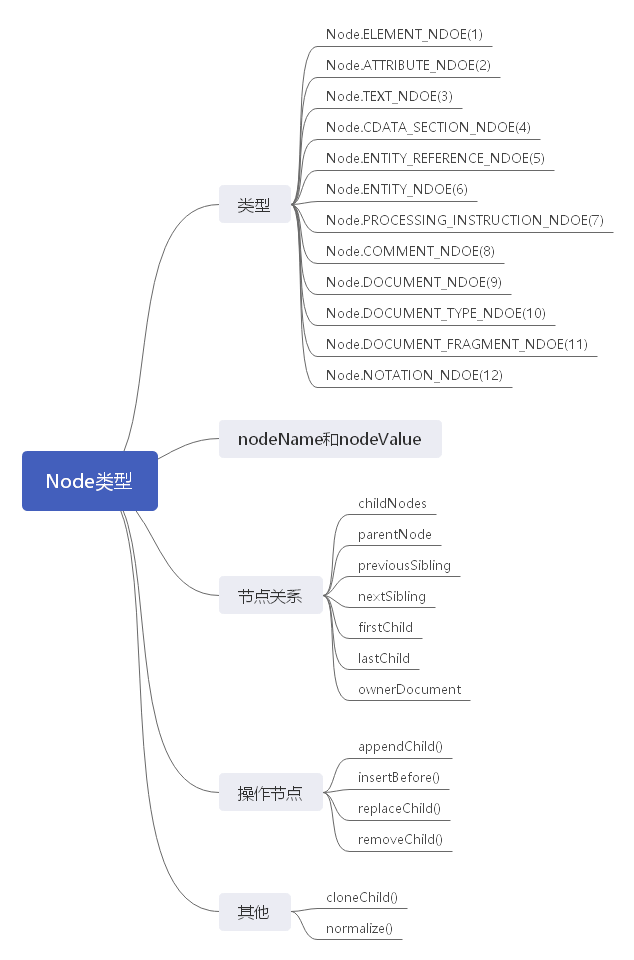 Node类型
类型
Node.ELEMENT_NDOE(1)
Node.ATTRIBUTE_NDOE(2)
Node.TEXT_NDOE(3)
Node.CDATA_SECTION_NDOE(4)
Node.ENTITY_REFERENCE_NDOE(5)
Node.ENTITY_NDOE(6)
Node.PROCESSING_INSTRUCTION_NDOE(7)
Node.COMMENT_NDOE(8)
Node.DOCUMENT_NDOE(9)
Node.DOCUMENT_TYPE_NDOE(10)
Node.DOCUMENT_FRAGMENT_NDOE(11)
Node.NOTATION_NDOE(12)
nodeName和nodeValue
节点关系
childNodes
parentNode
previousSibling
nextSibling
firstChild
lastChild
ownerDocument
操作节点
appendChild()
insertBefore()
replaceChild()
removeChild()
其他
cloneChild()
normalize()